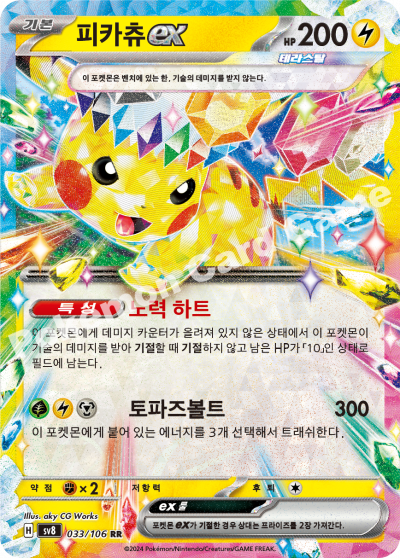 기본 피카츄ex HP200
테라스탈
이 포켓몬은 벤치에 있는 한, 기술의 데미지를 받지 않는다.
특성 노력 하트
이 포켓몬에게 데미지 카운터가 올려져 있지 않은 상태에서 이 포켓몬이
기술의 데미지를 받아 기절할 때 기절하지 않고 남은 HP가 「10」인 상태로
필드에 남는다.
토파즈볼트 300
이 포켓몬에게 붙어 있는 에너지를 3개 선택해서 트래쉬한다.
약점 ×2 저항력 후퇴
Illus. aky CG Works
ex룰
포켓몬 ex가 기절한 경우 상대는 프라이즈를 2장 가져간다.
H sv8 033/106 RR
©2024 Pokémon/Nintendo/Creatures/GAME FREAK.
Pokémon Card Game